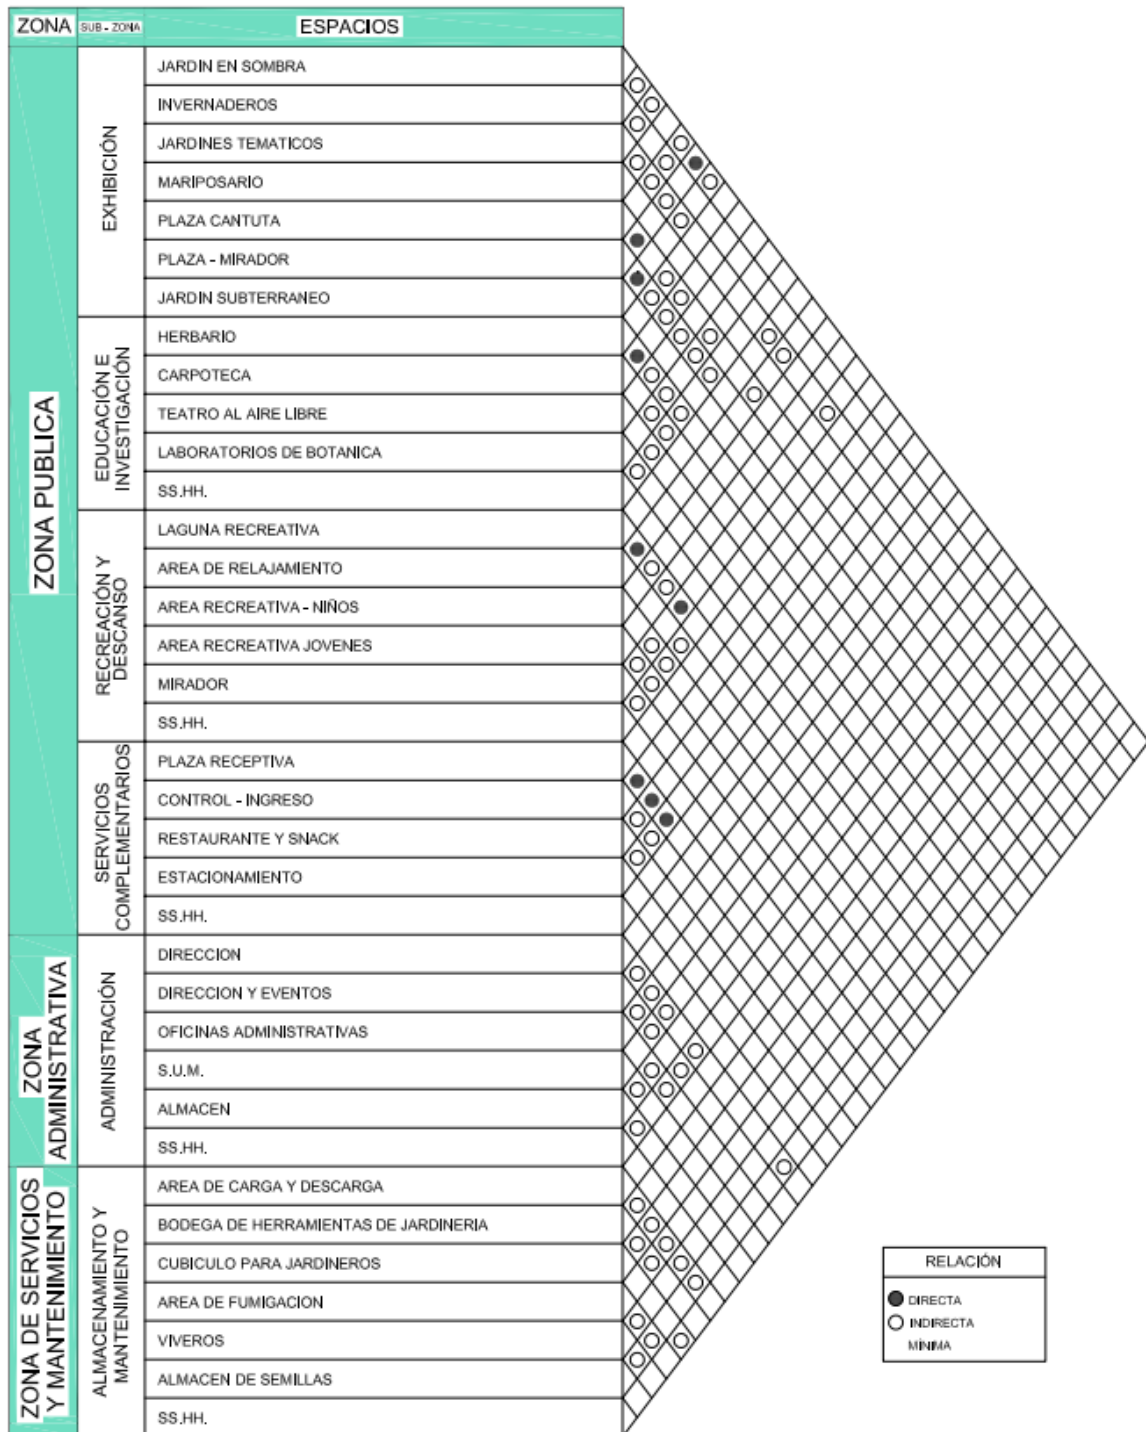 ZONA SUB - ZONA ESPACIOS
ZONA PUBLICA
EXHIBICIÓN
JARDIN EN SOMBRA
INVERNADEROS
JARDINES TEMATICOS
MARIPOSARIO
PLAZA CANTUTA
PLAZA - MIRADOR
JARDIN SUBTERRANEO
EDUCACIÓN E
INVESTIGACIÓN
HERBARIO
CARPOTECA
TEATRO AL AIRE LIBRE
LABORATORIOS DE BOTANICA
SS.HH.
RECREACIÓN Y
DESCANSO
LAGUNA RECREATIVA
AREA DE RELAJAMIENTO
AREA RECREATIVA - NIÑOS
AREA RECREATIVA JOVENES
MIRADOR
SS.HH.
SERVICIOS
COMPLEMENTARIOS
PLAZA RECEPTIVA
CONTROL - INGRESO
RESTAURANTE Y SNACK
ESTACIONAMIENTO
SS.HH.
ZONA
ADMINISTRATIVA
ADMINISTRACIÓN
DIRECCION
DIRECCION Y EVENTOS
OFICINAS ADMINISTRATIVAS
S.U.M.
ALMACEN
SS.HH.
ZONA DE SERVICIOS
Y MANTENIMIENTO
ALMACENAMIENTO Y
MANTENIMIENTO
AREA DE CARGA Y DESCARGA
BODEGA DE HERRAMIENTAS DE JARDINERIA
CUBICULO PARA JARDINEROS
AREA DE FUMIGACION
VIVEROS
ALMACEN DE SEMILLAS
SS.HH.
RELACIÓN
DIRECTA
INDIRECTA
MÍNIMA